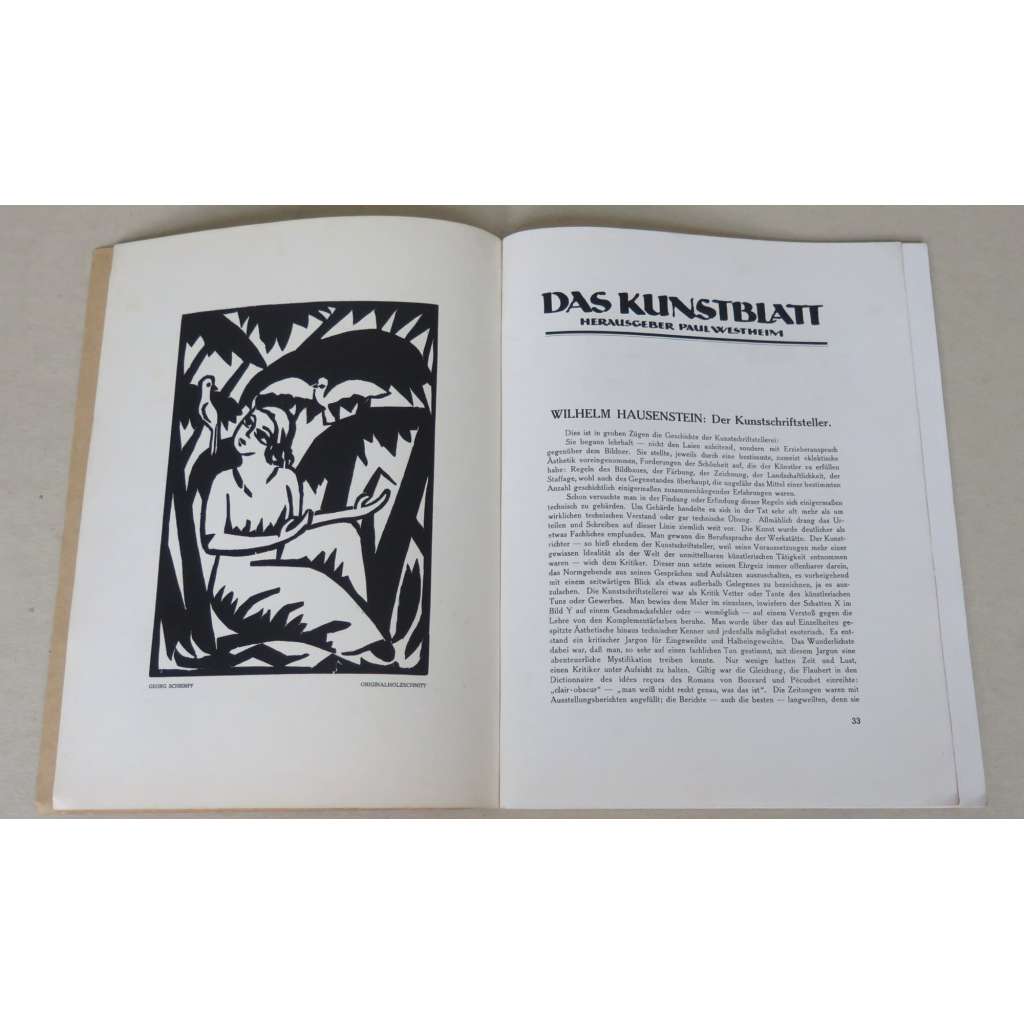 GEORG SCHRIMPF
ORIGINALHOLZSCHNITT
DAS KUNSTBLATT
HERAUSGEBER PAUL WESTHEIM
WILHELM HAUSENSTEIN: Der Kunstschriftsteller.
Dies ist in groben Zügen die Geschichte der Kunstschriftstellerei:
Sie begann lehrhaft — nicht den Laien anleitend, sondern mit Erzieheranspruch
gegenüber dem Bildner. Sie stellte, jeweils durch eine bestimmte, zumeist eklektische
Ästhetik voreingenommen, Forderungen der Schönheit auf, die der Künstler zu erfüllen
habe: Regeln des Bildbaues, der Färbung, der Zeichnung, der Landschaftlichkeit, der
Staffage, wohl auch des Gegenstandes überhaupt, die ungefähr das Mittel einer bestimmten
Anzahl geschichtlich einigermaßen zusammenhängender Erfahrungen waren.
Schon versuchte man in der Findung oder Erfindung dieser Regeln sich einigermaßen
technisch zu gehärden. Um Gehärde handelte es sich in der Tat sehr oft mehr als um
wirklichen technischen Verstand oder gar technische Übung. Allmählich drang das Ur-
teilen und Schreiben auf dieser Linie ziemlich weit vor. Die Kunst wurde deutlicher als
etwas Fachliches empfunden. Man gewann die Berufssprache der Werkstätte. Der Kunst-
richter — so hieß ehedem der Kunstschriftsteller, weil seine Voraussetzungen mehr einer
gewissen Idealität als der Welt der unmittelbaren künstlerischen Tätigkeit entnommen
waren — wich dem Kritiker. Dieser nun setzte seinen Ehrgeiz immer offenbarer darein,
das Normgebende aus seinen Gesprächen und Aufsätzen auszuschalten, es vorbeigehend
mit einem seitwärtigen Blick als etwas außerhalb Gelegenes zu bezeichnen, ja es aus-
zulachen. Die Kunstschriftstellerei war als Kritik Vetter oder Tante des künstlerischen
Tuns oder Gewerbes. Man bewies dem Maler im einzelnen, inwiefern der Schatten X im
Bild Y auf einem Geschmacksfehler oder — womöglich — auf einem Verstoß gegen die
Lehre von den Komplementärfarben beruhe. Man wurde über das auf Einzelheiten ge-
spitzte Ästhetische hinaus technischer Kenner und jedenfalls möglichst esoterisch. Es ent-
stand ein kritischer Jargon für Eingeweihte und Halbeingeweihte. Das Wunderlichste
dabei war, daß man, so sehr auf einen fachlichen Ton gestimmt, mit diesem Jargon eine
abenteuerliche Mystifikation treiben konnte. Nur wenige hatten Zeit und Lust,
einen Kritiker unter Aufsicht zu halten. Giltig war die Gleichung, die Flaubert in den
Dictionnaire des idées reçues des Romans von Bouvard und Pécuchet einreihte:
„clair-obscur“ — „man weiß nicht recht genau, was das ist“. Die Zeitungen waren mit
Ausstellungsberichten angefüllt; die Berichte — auch die besten — langweilten, denn sie
33